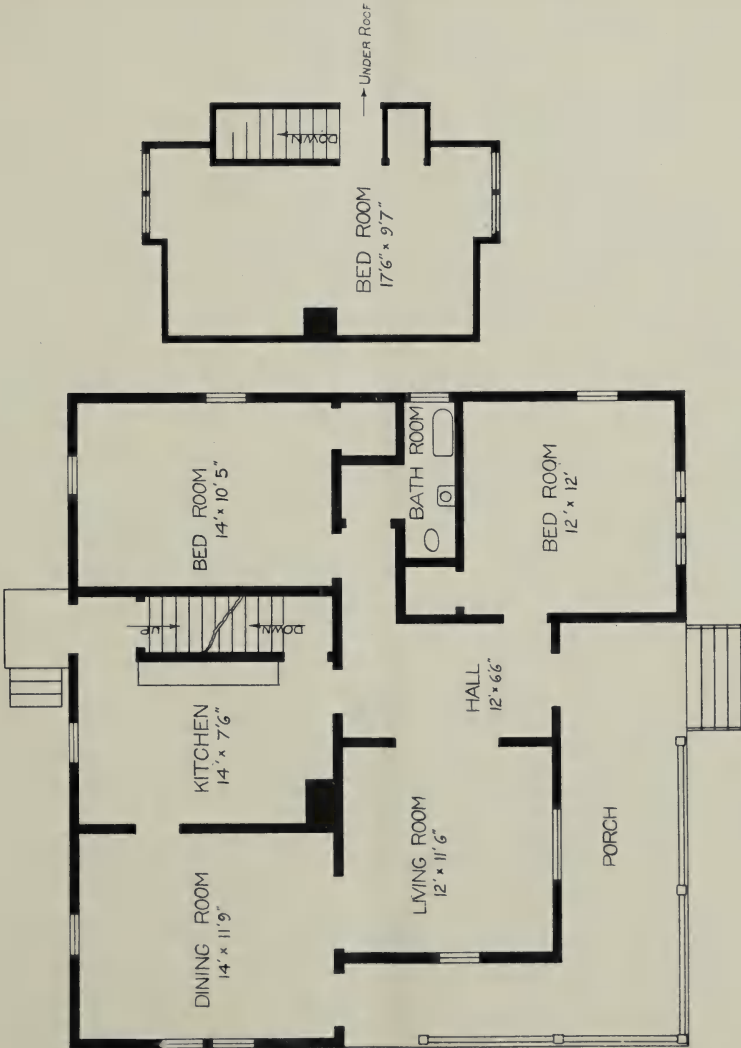 DINING ROOM
14' x 11'9"
KITCHEN
14' x 7'6"
UP
DOWN
BED ROOM
14' x 10'5"
LIVING ROOM
12' x 11'6"
HALL
12' x 6'6"
BATH ROOM
PORCH
BED ROOM
12' x 12'
BED ROOM
17'6" x 9'7"
DOWN
→ UNDER ROOF